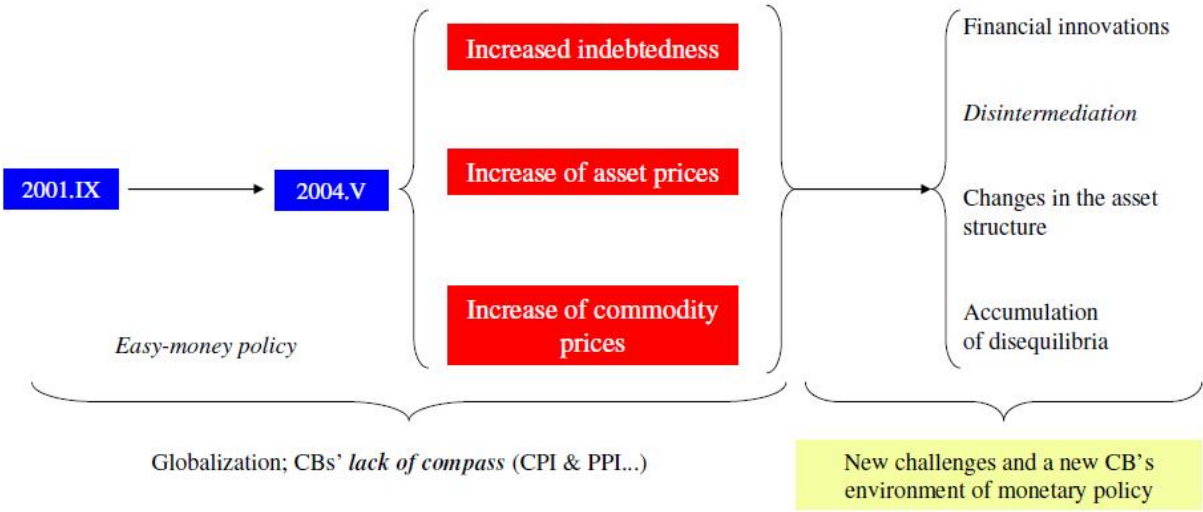 2001.IX
2004.V
Easy-money policy
Increased indebtedness
Increase of asset prices
Increase of commodity
prices
Financial innovations
Disintermediation
Changes in the asset
structure
Accumulation
of disequilibria
Globalization; CBs’ lack of compass (CPI & PPI...)
New challenges and a new CB’s
environment of monetary policy